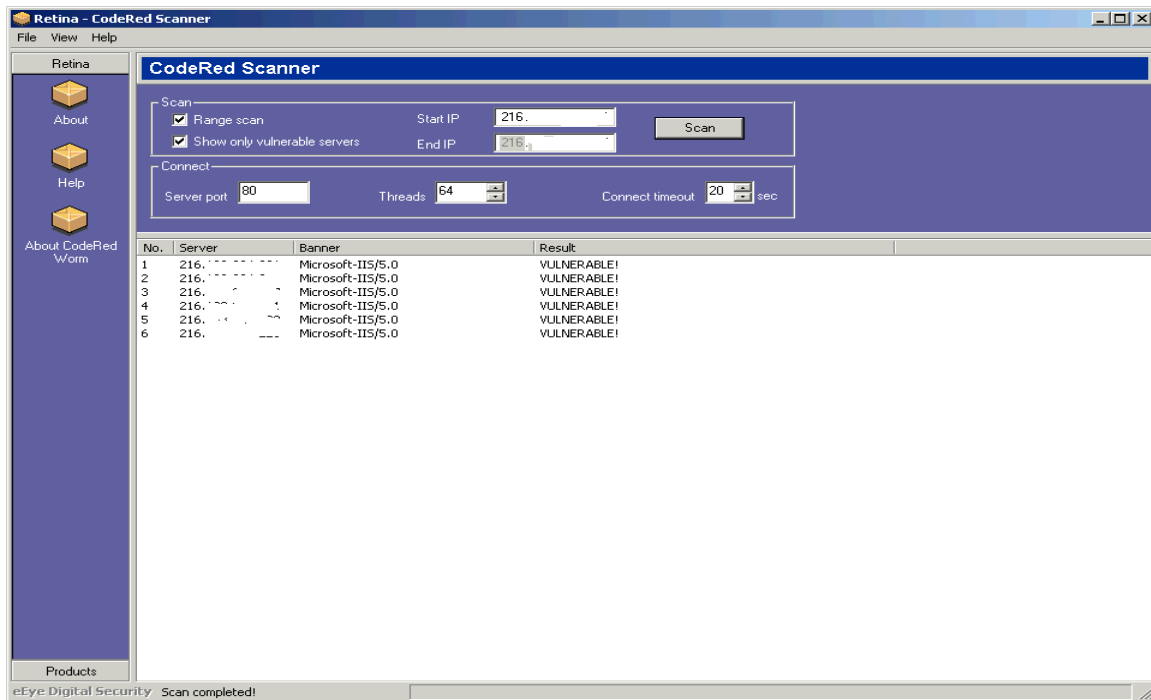 Retina - CodeRed Scanner
File View Help
Retina
About
Help
About CodeRed
Worm
Products
CodeRed Scanner
Scan
Range scan
Start IP 216.
Scan
Show only vulnerable servers
End IP 216.
Connect
Server port 80
Threads 64
Connect timeout 20 sec
No. Server Banner Result
1 216. Microsoft-IIS/5.0 VULNERABLE!
2 216. Microsoft-IIS/5.0 VULNERABLE!
3 216. Microsoft-IIS/5.0 VULNERABLE!
4 216. Microsoft-IIS/5.0 VULNERABLE!
5 216. Microsoft-IIS/5.0 VULNERABLE!
6 216. Microsoft-IIS/5.0 VULNERABLE!
eEye Digital Security Scan completed!